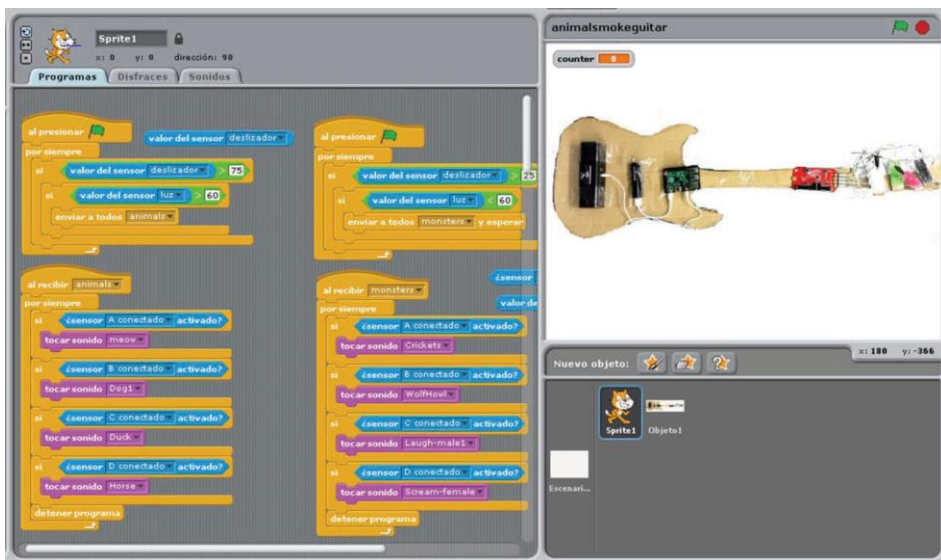 Sprite1
x: 0 y: 0 dirección: 90
Programas Disfraces Sonidos
al presionar
por siempre
si valor del sensor deslizador > 75
si valor del sensor luz > 60
enviar a todos animals
valor del sensor deslizador
al recibir animals
por siempre
si ¿sensor A conectado activado?
tocar sonido meow
si ¿sensor B conectado activado?
tocar sonido Dog1
si ¿sensor C conectado activado?
tocar sonido Duck
si ¿sensor D conectado activado?
tocar sonido Horse
detener programa
al presionar
por siempre
si valor del sensor deslizador > 25
si valor del sensor luz < 60
enviar a todos monsters y esperar
¿sensor
valor de
al recibir monsters
por siempre
si ¿sensor A conectado activado?
tocar sonido Crickets
si ¿sensor B conectado activado?
tocar sonido WolfHowl
si ¿sensor C conectado activado?
tocar sonido Laugh-male1
si ¿sensor D conectado activado?
tocar sonido Scream-female
detener programa
animalsmokeguitar
counter 0
x: 180 y: -366
Nuevo objeto:
Sprite1 Objeto1
Escenari...